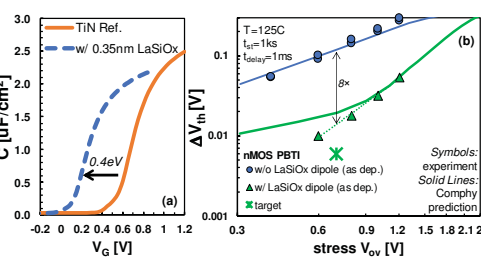 TiN Ref.
w/ 0.35nm LaSiOx
3.0
2.5
2.0
1.5
1.0
0.5
0.0
C [uF/cm²]
0.4eV
(a)
-0.2 0 0.2 0.4 0.6 0.8 1 1.2
V_G [V]
T=125C
t_st=1ks
t_delay=1ms
(b)
8×
0.1
0.01
0.001
ΔV_th [V]
nMOS PBTI
w/o LaSiOx dipole (as dep.)
w/ LaSiOx dipole (as dep.)
target
Symbols:
experiment
Solid Lines:
Comphy
prediction
0.3 0.6 0.9 1.2 1.5 1.8 2.1
stress V_ov [V]